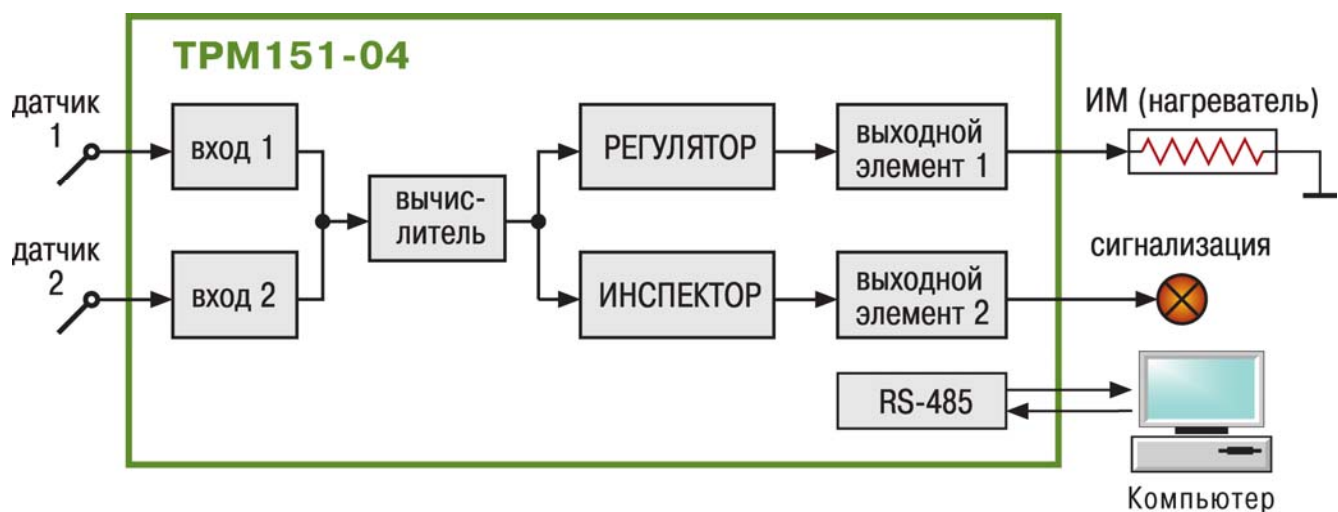 ТРМ151-04
датчик
1
вход 1
РЕГУЛЯТОР
выходной
элемент 1
ИМ (нагреватель)
вычис-
литель
датчик
2
вход 2
ИНСПЕКТОР
выходной
элемент 2
сигнализация
RS-485
Компьютер